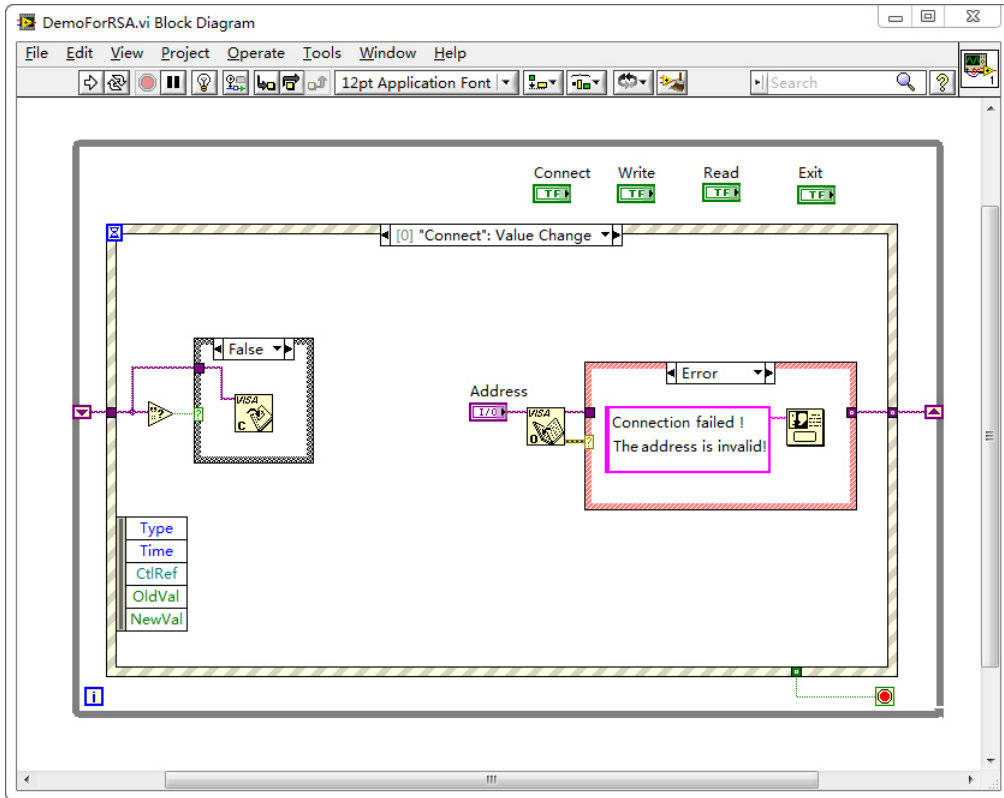 DemoForRSA.vi Block Diagram
File Edit View Project Operate Tools Window Help
12pt Application Font Search ? 1
Connect Write Read Exit
TF TF TF TF
[0] "Connect": Value Change
False
Error
Address
I/O
VISA
C
VISA
O
?
?
?
Connection failed !
The address is invalid!
Type
Time
CtlRef
OldVal
NewVal
i